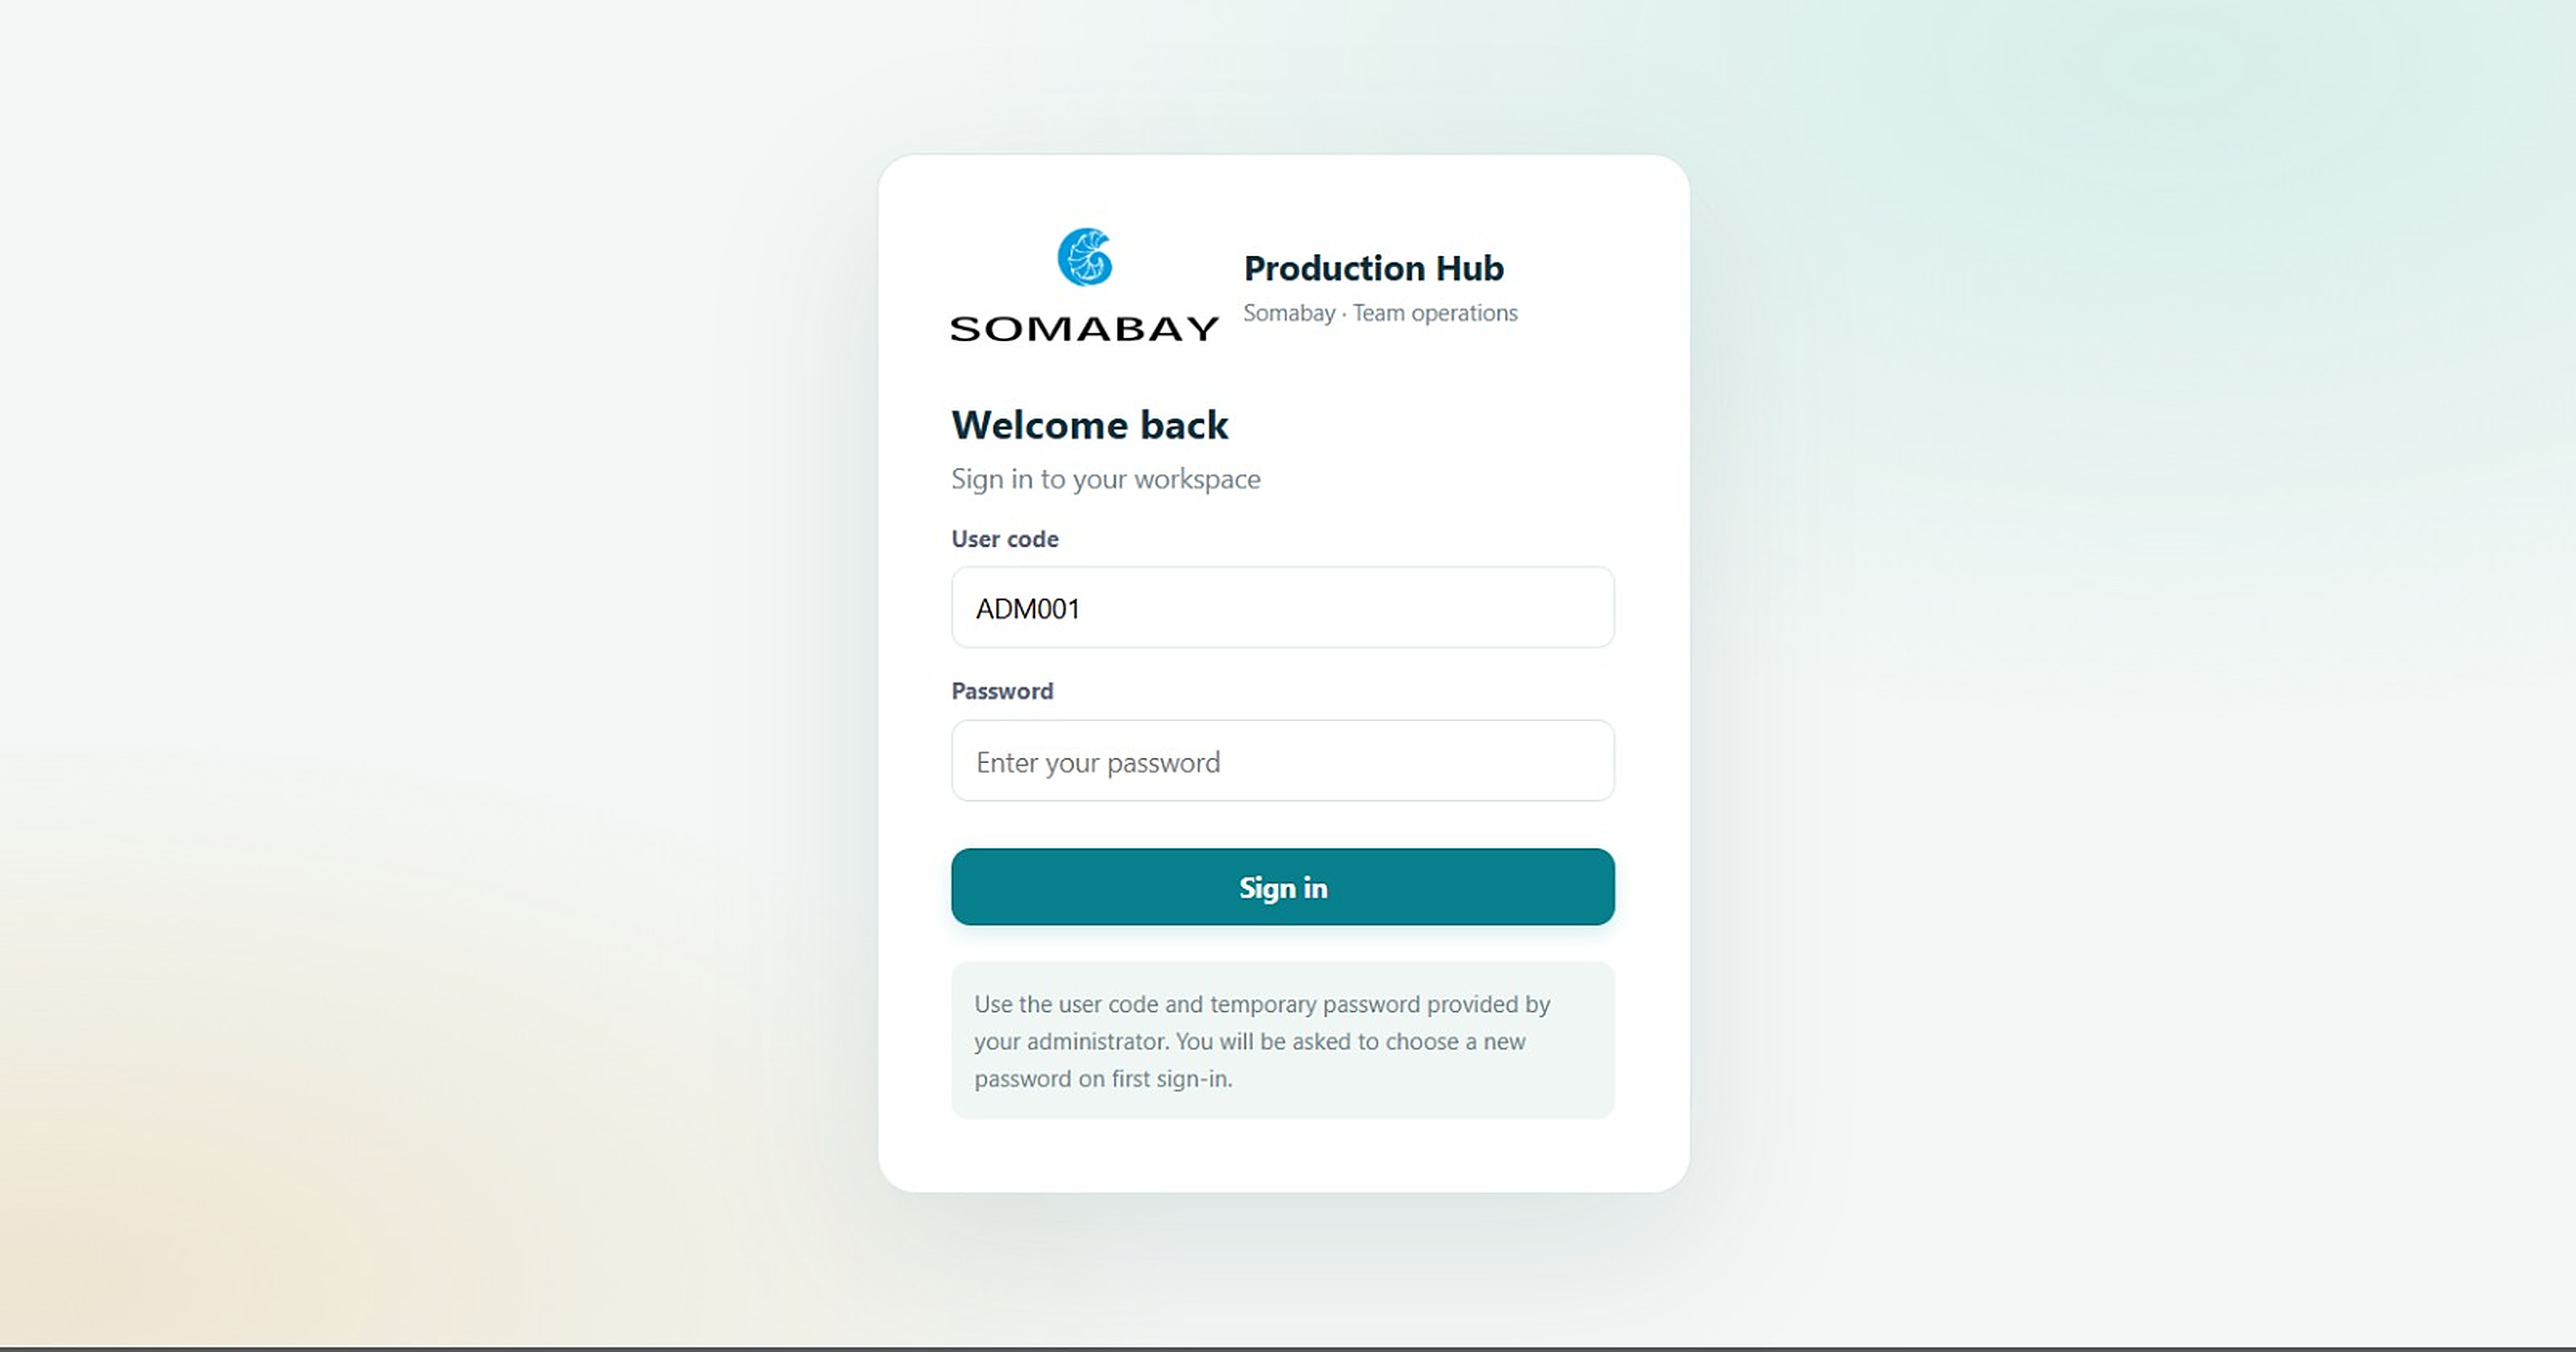 SOMABAY
Production Hub
Somabay · Team operations
Welcome back
Sign in to your workspace
User code
ADM001
Password
Enter your password
Sign in
Use the user code and temporary password provided by
your administrator. You will be asked to choose a new
password on first sign-in.